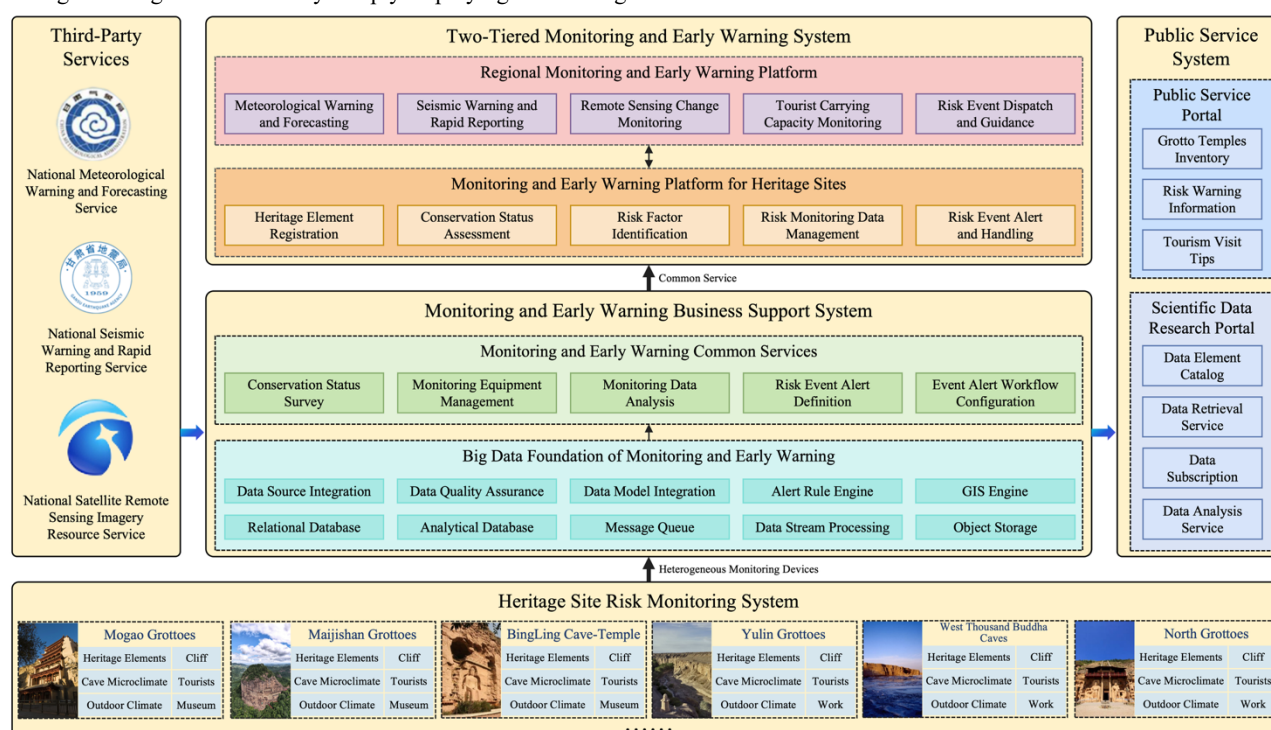 Third-Party
Services
National Meteorological
Warning and Forecasting
Service
National Seismic
Warning and Rapid
Reporting Service
1959
National Satellite Remote
Sensing Imagery
Resource Service
Two-Tiered Monitoring and Early Warning System
Regional Monitoring and Early Warning Platform
Meteorological Warning
and Forecasting
Seismic Warning and
Rapid Reporting
Remote Sensing Change
Monitoring
Tourist Carrying
Capacity Monitoring
Risk Event Dispatch
and Guidance
Monitoring and Early Warning Platform for Heritage Sites
Heritage Element
Registration
Conservation Status
Assessment
Risk Factor
Identification
Risk Monitoring Data
Management
Risk Event Alert
and Handling
Common Service
Monitoring and Early Warning Business Support System
Monitoring and Early Warning Common Services
Conservation Status
Survey
Monitoring Equipment
Management
Monitoring Data
Analysis
Risk Event Alert
Definition
Event Alert Workflow
Configuration
Big Data Foundation of Monitoring and Early Warning
Data Source Integration
Data Quality Assurance
Data Model Integration
Alert Rule Engine
GIS Engine
Relational Database
Analytical Database
Message Queue
Data Stream Processing
Object Storage
Heterogeneous Monitoring Devices
Public Service
System
Public Service
Portal
Grotto Temples
Inventory
Risk Warning
Information
Tourism Visit
Tips
Scientific Data
Research Portal
Data Element
Catalog
Data Retrieval
Service
Data
Subscription
Data Analysis
Service
Heritage Site Risk Monitoring System
Mogao Grottoes
Heritage Elements
Cliff
Cave Microclimate
Tourists
Outdoor Climate
Museum
Maijishan Grottoes
Heritage Elements
Cliff
Cave Microclimate
Tourists
Outdoor Climate
Museum
BingLing Cave-Temple
Heritage Elements
Cliff
Cave Microclimate
Tourists
Outdoor Climate
Museum
Yulin Grottoes
Heritage Elements
Cliff
Cave Microclimate
Tourists
Outdoor Climate
Work
West Thousand Buddha
Caves
Heritage Elements
Cliff
Cave Microclimate
Tourists
Outdoor Climate
Work
North Grottoes
Heritage Elements
Cliff
Cave Microclimate
Tourists
Outdoor Climate
Work
......